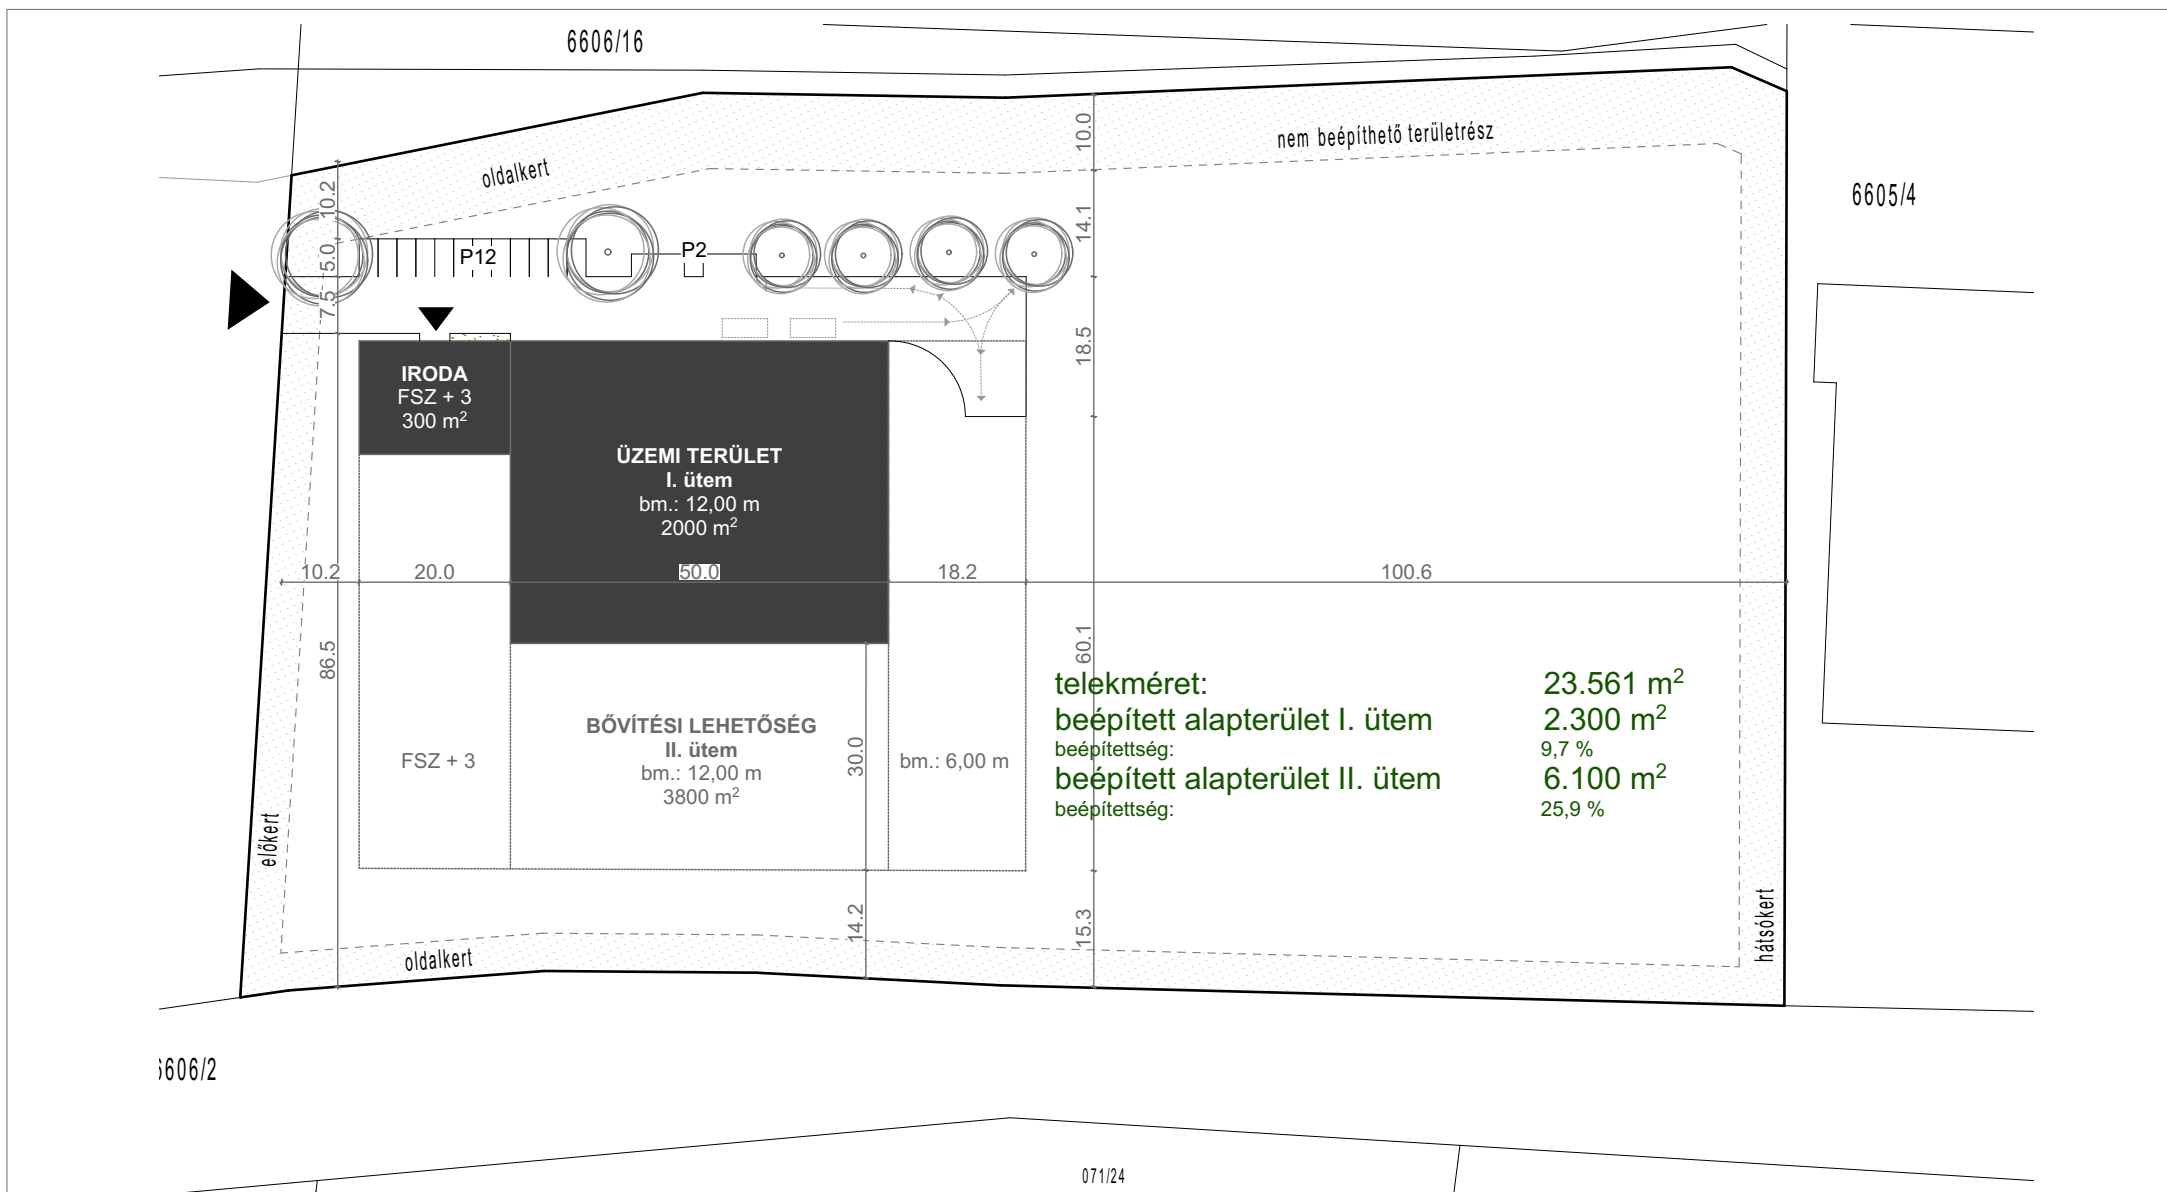 6606/16
nem beépíthető területrész
oldalkert
6605/4
10.0
10.2
14.1
5.0
P12
P2
7.5
18.5
IRODA
FSZ + 3
300 m²
ÜZEMI TERÜLET
I. ütem
bm.: 12,00 m
2000 m²
10.2
20.0
50.0
18.2
100.6
86.5
60.1
telekméret: 23.561 m²
beépített alapterület I. ütem 2.300 m²
beépítettség: 9,7 %
beépített alapterület II. ütem 6.100 m²
beépítettség: 25,9 %
BŐVÍTÉSI LEHETŐSÉG
II. ütem
bm.: 12,00 m
3800 m²
FSZ + 3
30.0
bm.: 6,00 m
előkert
14.2
15.3
hátsókert
oldalkert
6606/2
071/24